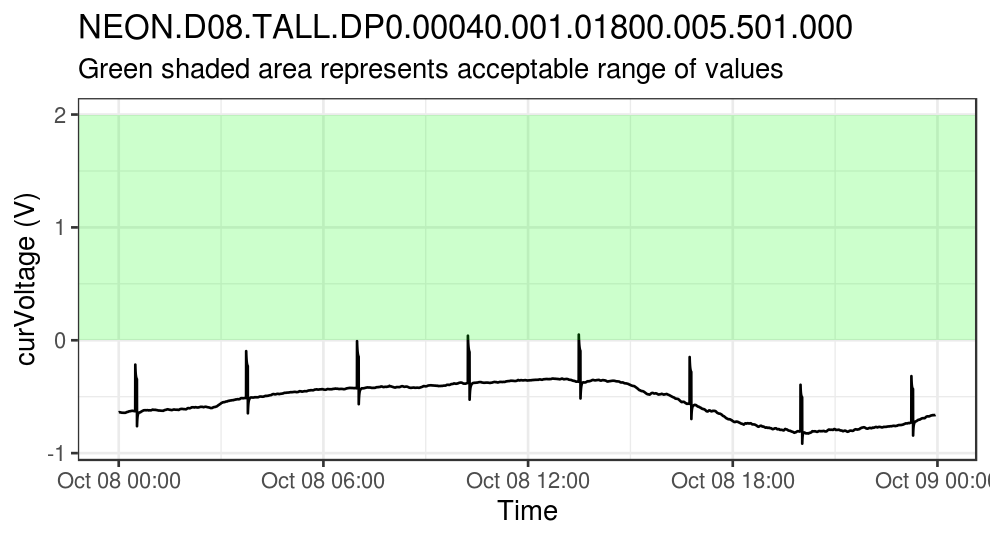 NEON.D08.TALL.DP0.00040.001.01800.005.501.000
Green shaded area represents acceptable range of values
curVoltage (V)
2
1
0
-1
Oct 08 00:00 Oct 08 06:00 Oct 08 12:00 Oct 08 18:00 Oct 09 00:00
Time